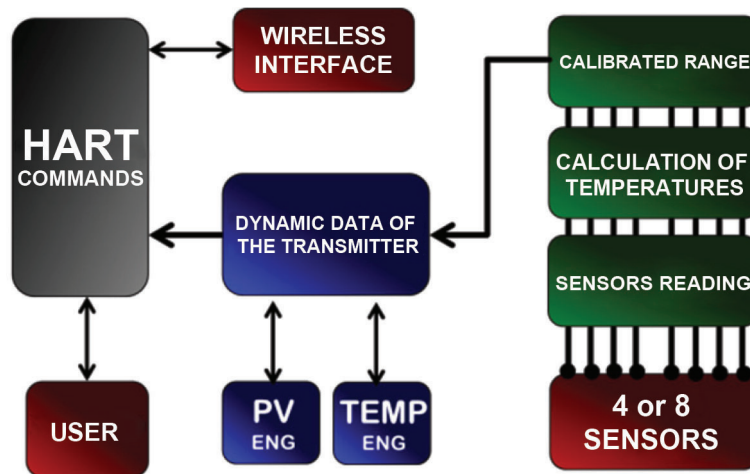 WIRELESS
INTERFACE
CALIBRATED RANGE
HART
COMMANDS
CALCULATION OF
TEMPERATURES
DYNAMIC DATA OF
THE TRANSMITTER
SENSORS READING
USER
PV
ENG
TEMP
ENG
4 or 8
SENSORS